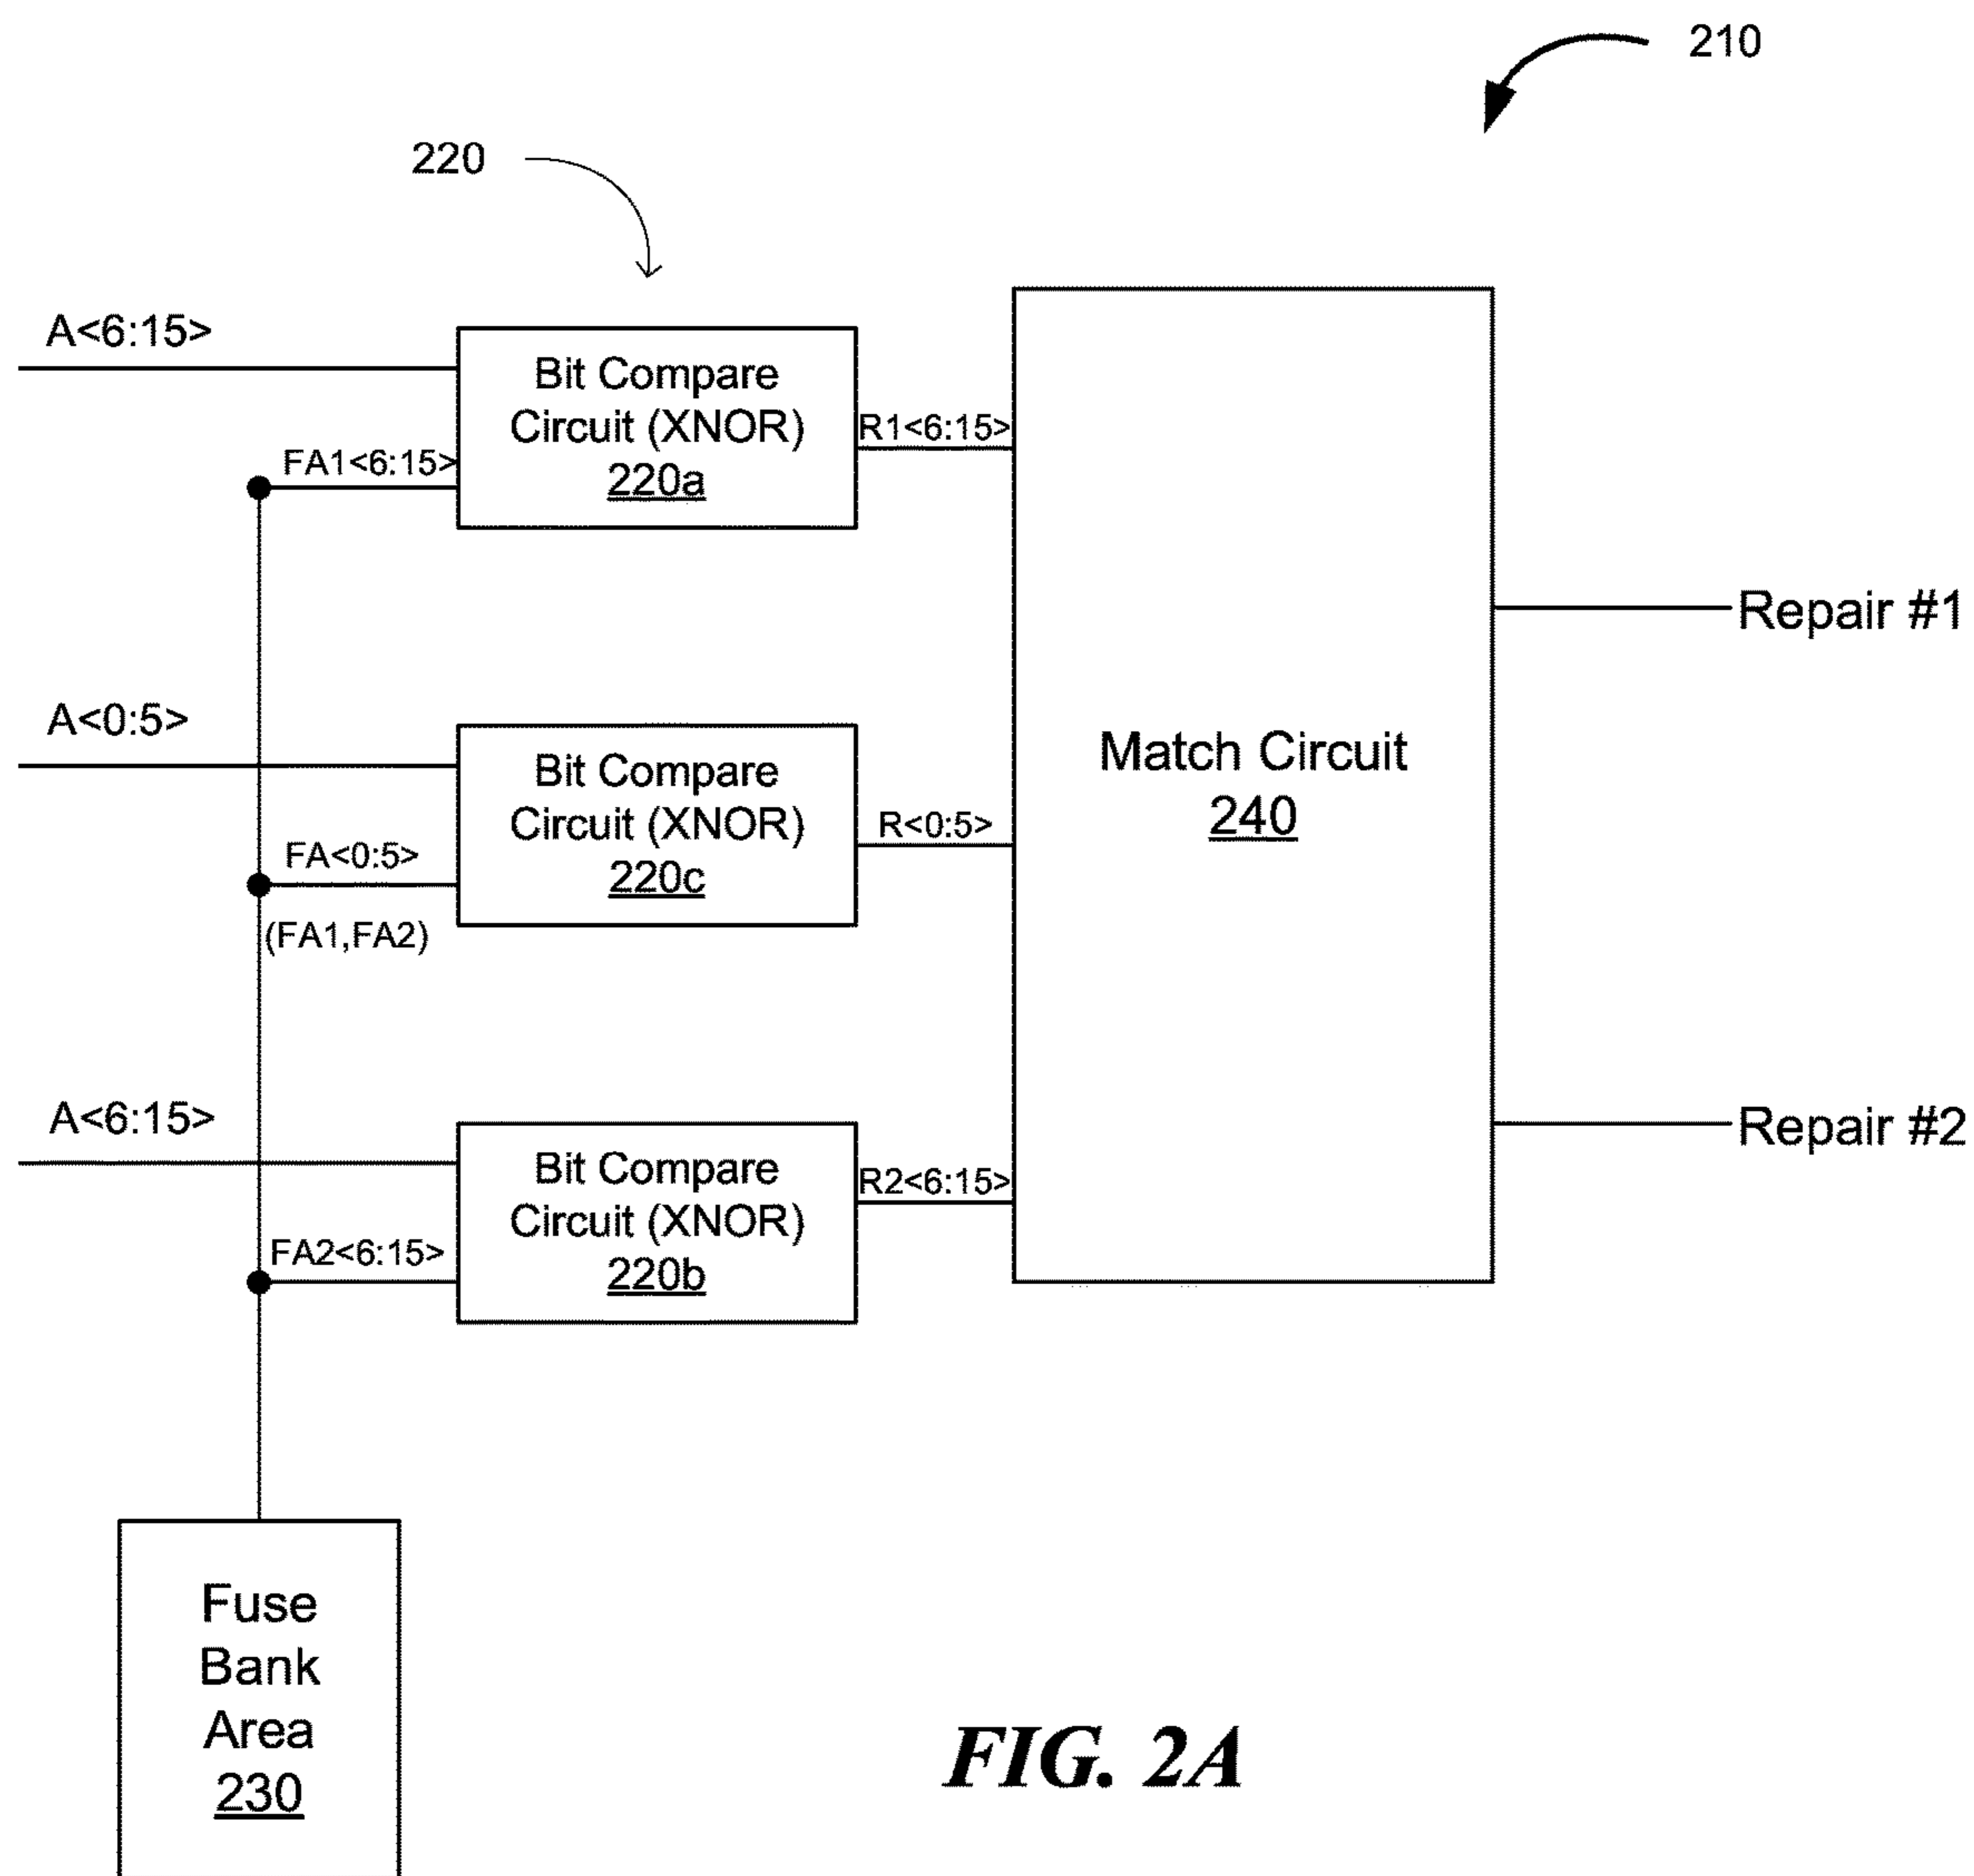 210
220
A<6:15>
Bit Compare
Circuit (XNOR)
220a
FA1<6:15>
R1<6:15>
Repair #1
A<0:5>
Bit Compare
Circuit (XNOR)
220c
FA<0:5>
(FA1,FA2)
R<0:5>
Match Circuit
240
A<6:15>
Bit Compare
Circuit (XNOR)
220b
FA2<6:15>
R2<6:15>
Repair #2
Fuse
Bank
Area
230
FIG. 2A